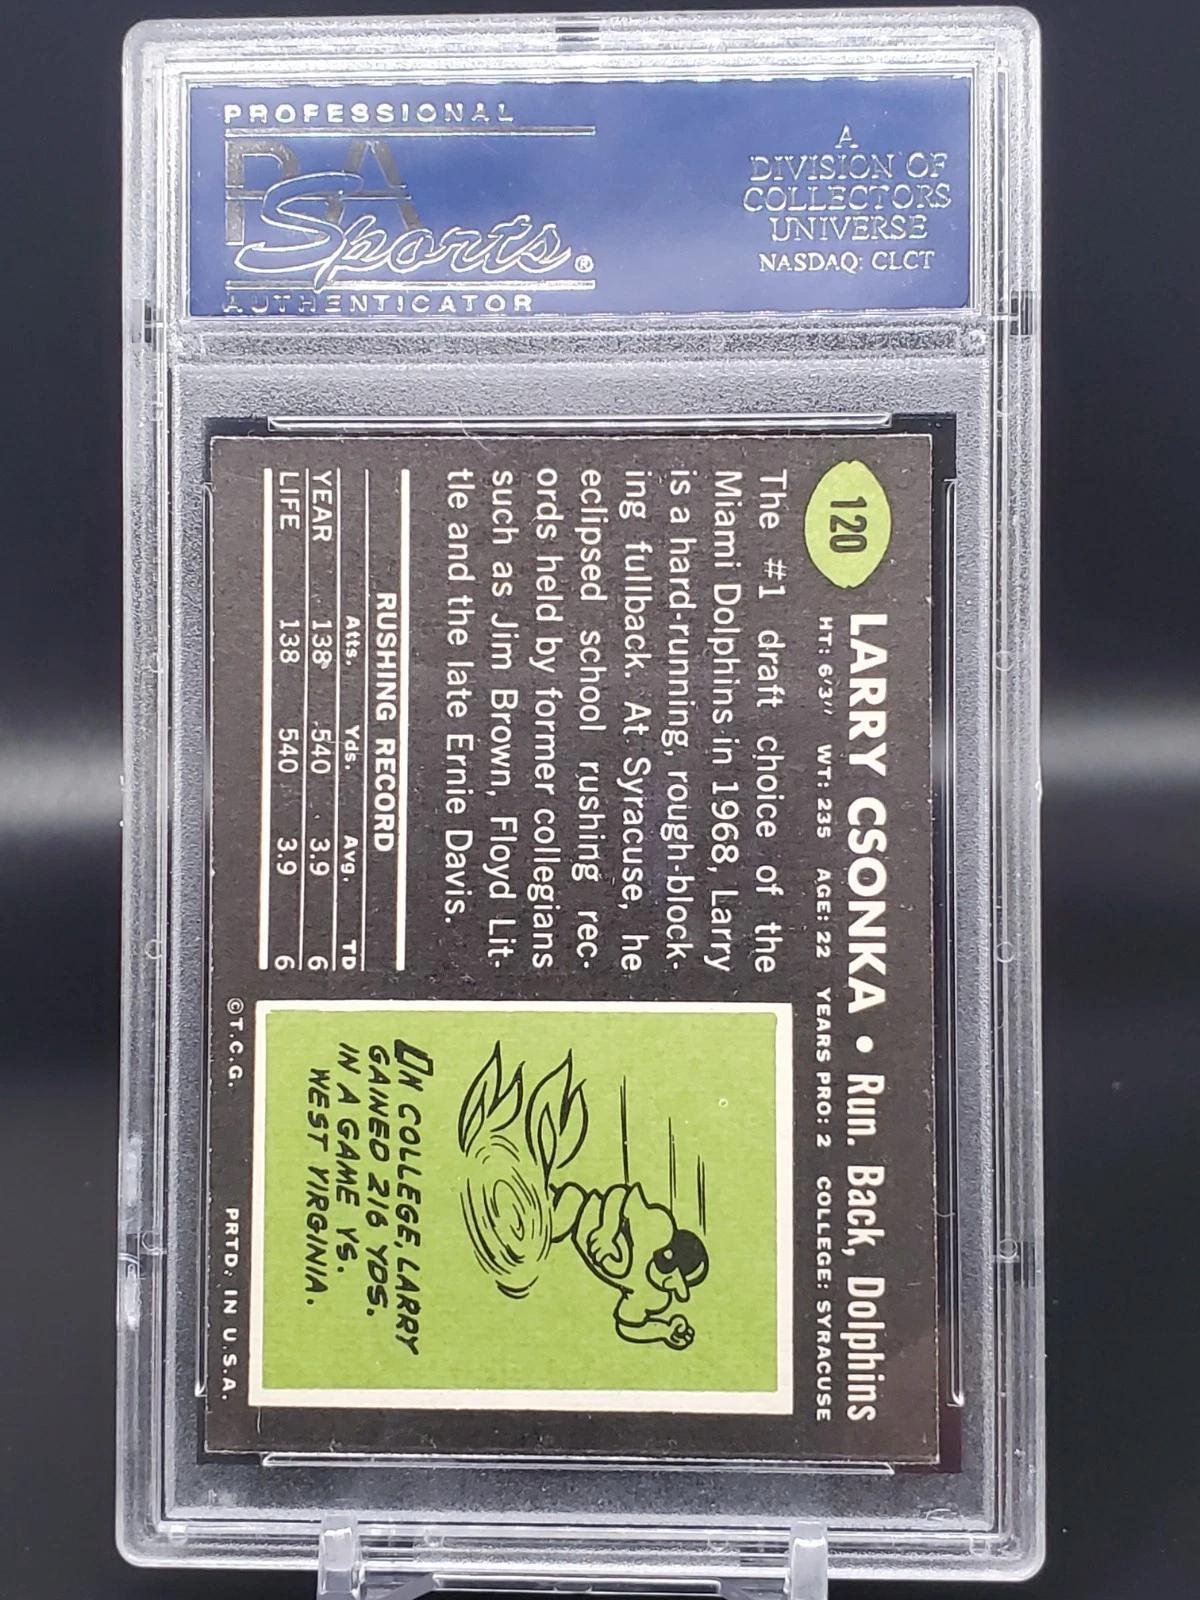 PROFESSIONAL
PSA
Sports®
AUTHENTICATOR
A
DIVISION OF
COLLECTORS
UNIVERSE
NASDAQ: CLCT
120
LARRY CSONKA • Run. Back, Dolphins
HT: 6'3" WT: 235 AGE: 22 YEARS PRO: 2 COLLEGE: SYRACUSE
The #1 draft choice of the
Miami Dolphins in 1968, Larry
is a hard-running, rough-block-
ing fullback. At Syracuse, he
eclipsed school rushing rec-
ords held by former collegians
such as Jim Brown, Floyd Lit-
tle and the late Ernie Davis.
RUSHING RECORD
Atts. Yds. Avg. TD
YEAR 138 540 3.9 6
LIFE 138 540 3.9 6
IN COLLEGE, LARRY
GAINED 216 YDS.
IN A GAME VS.
WEST VIRGINIA.
©T.C.G. PRTD. IN U.S.A.